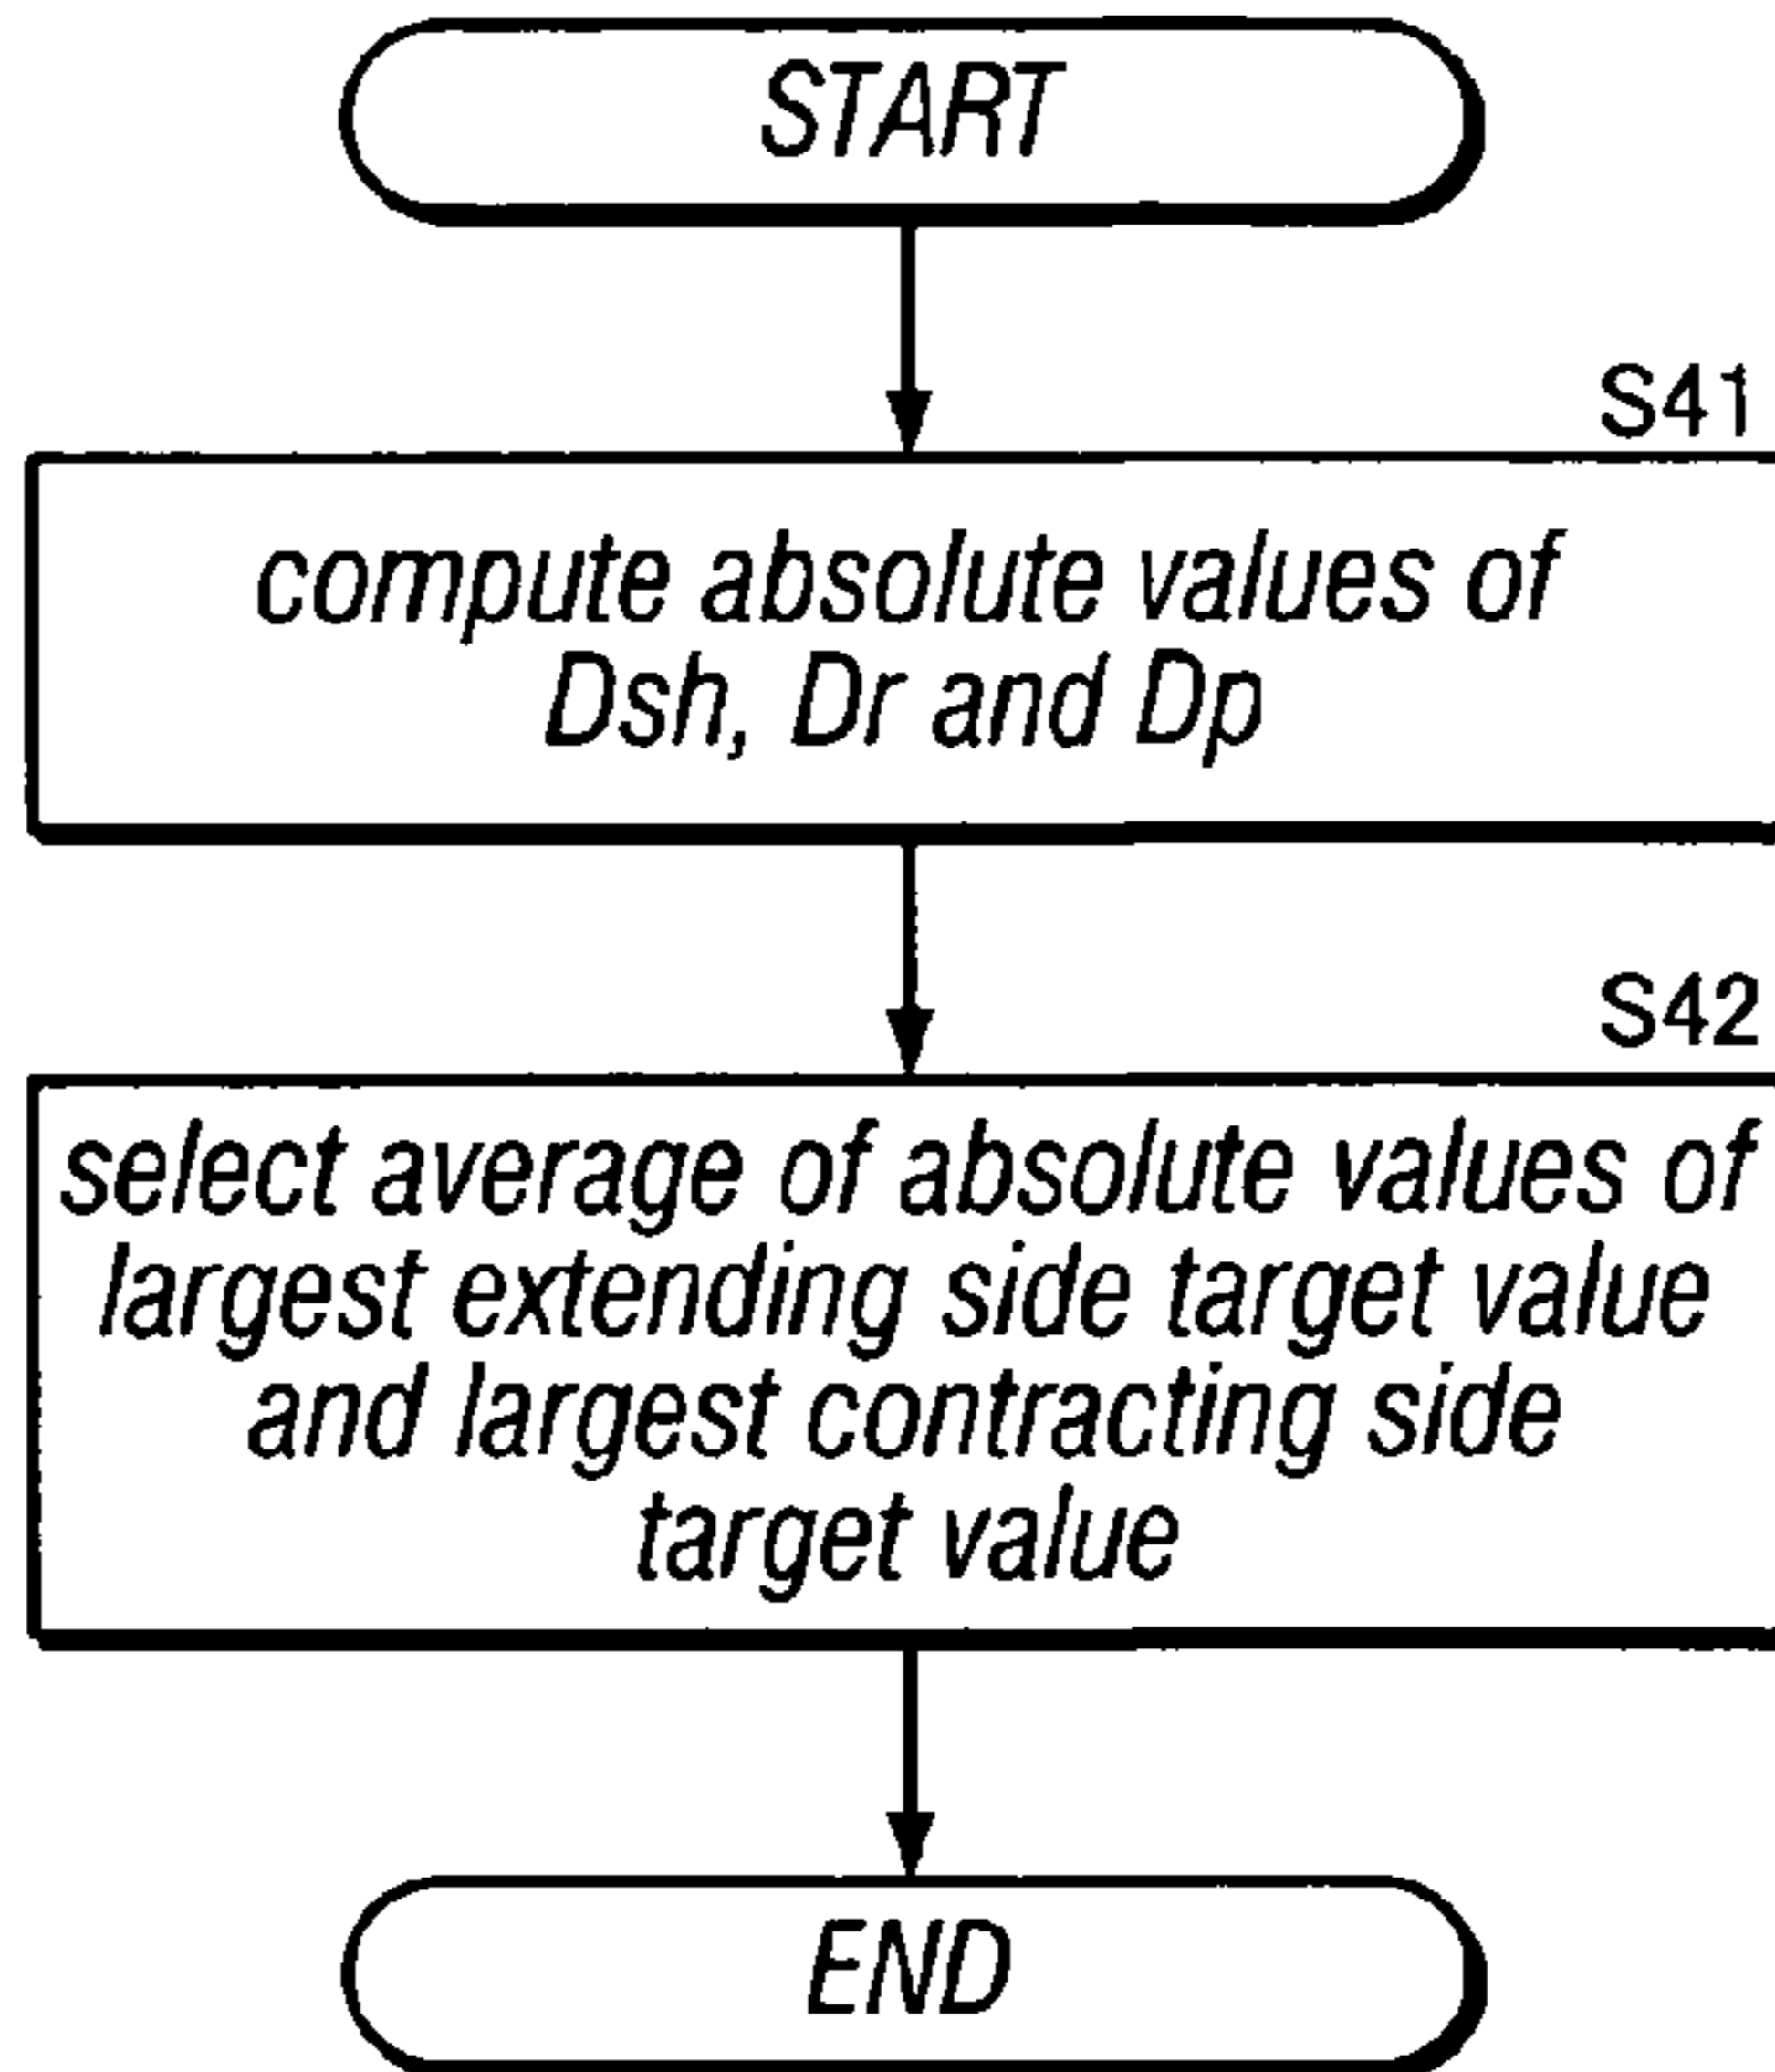 START
S41
compute absolute values of
Dsh, Dr and Dp
S42
select average of absolute values of
largest extending side target value
and largest contracting side
target value
END